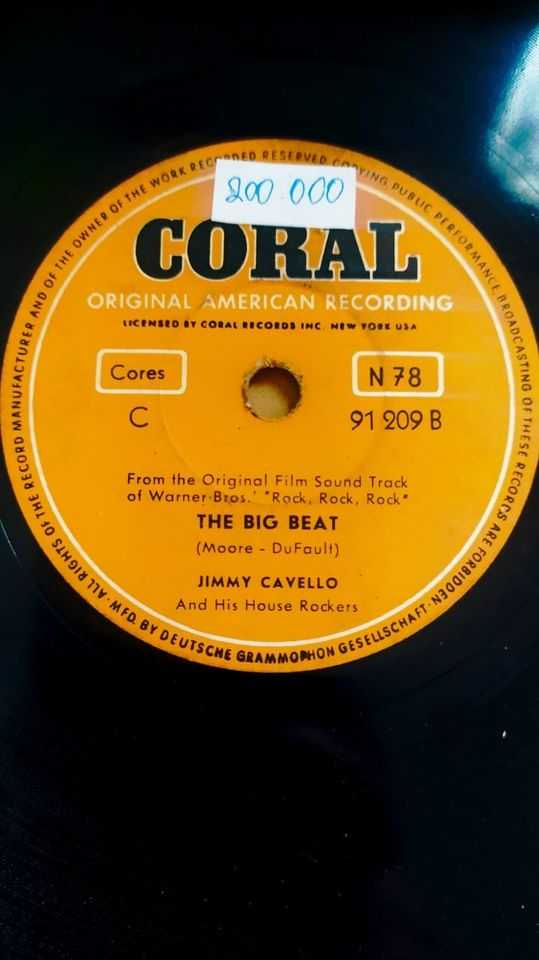 200.000
CORAL
ORIGINAL AMERICAN RECORDING
LICENSED BY CORAL RECORDS INC. NEW YORK USA
Cores
N 78
C
91 209 B
From the Original Film Sound Track
of Warner Bros.' "Rock, Rock, Rock"
THE BIG BEAT
(Moore - DuFault)
JIMMY CAVELLO
And His House Rockers
MFD. BY DEUTSCHE GRAMMOPHON GESELLSCHAFT · ALL RIGHTS OF THE RECORD MANUFACTURER AND OF THE OWNER OF THE WORK RECORDED RESERVED COPYING PUBLIC PERFORMANCE BROADCASTING OF THESE RECORDS ARE FORBIDDEN ·